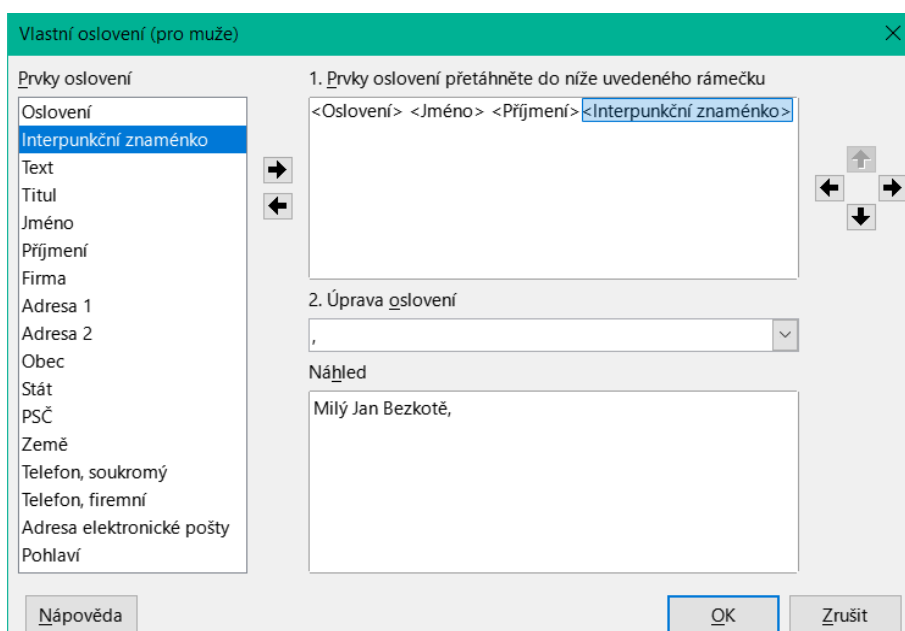 Vlastní oslovení (pro muže)
Prvky oslovení
Oslovení
Interpunkční znaménko
Text
Titul
Jméno
Příjmení
Firma
Adresa 1
Adresa 2
Obec
Stát
PSČ
Země
Telefon, soukromý
Telefon, firemní
Adresa elektronické pošty
Pohlaví
1. Prvky oslovení přetáhněte do níže uvedeného rámečku
<Oslovení> <Jméno> <Příjmení><Interpunkční znaménko>
2. Úprava oslovení
,
Náhled
Milý Jan Bezkotě,
Nápověda
OK
Zrušit